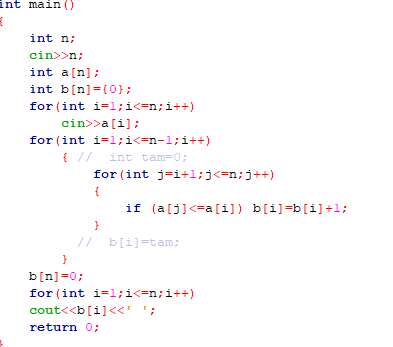 int main()
{
int n;
cin>>n;
int a[n];
int b[n]={0};
for(int i=1;i<=n;i++)
cin>>a[i];
for(int i=1;i<=n-1;i++)
{ // int tam=0;
for(int j=i+1;j<=n;j++)
{
if (a[j]<=a[i]) b[i]=b[i]+1;
}
// b[i]=tam;
}
b[n]=0;
for(int i=1;i<=n;i++)
cout<<b[i]<<' ';
return 0;
}